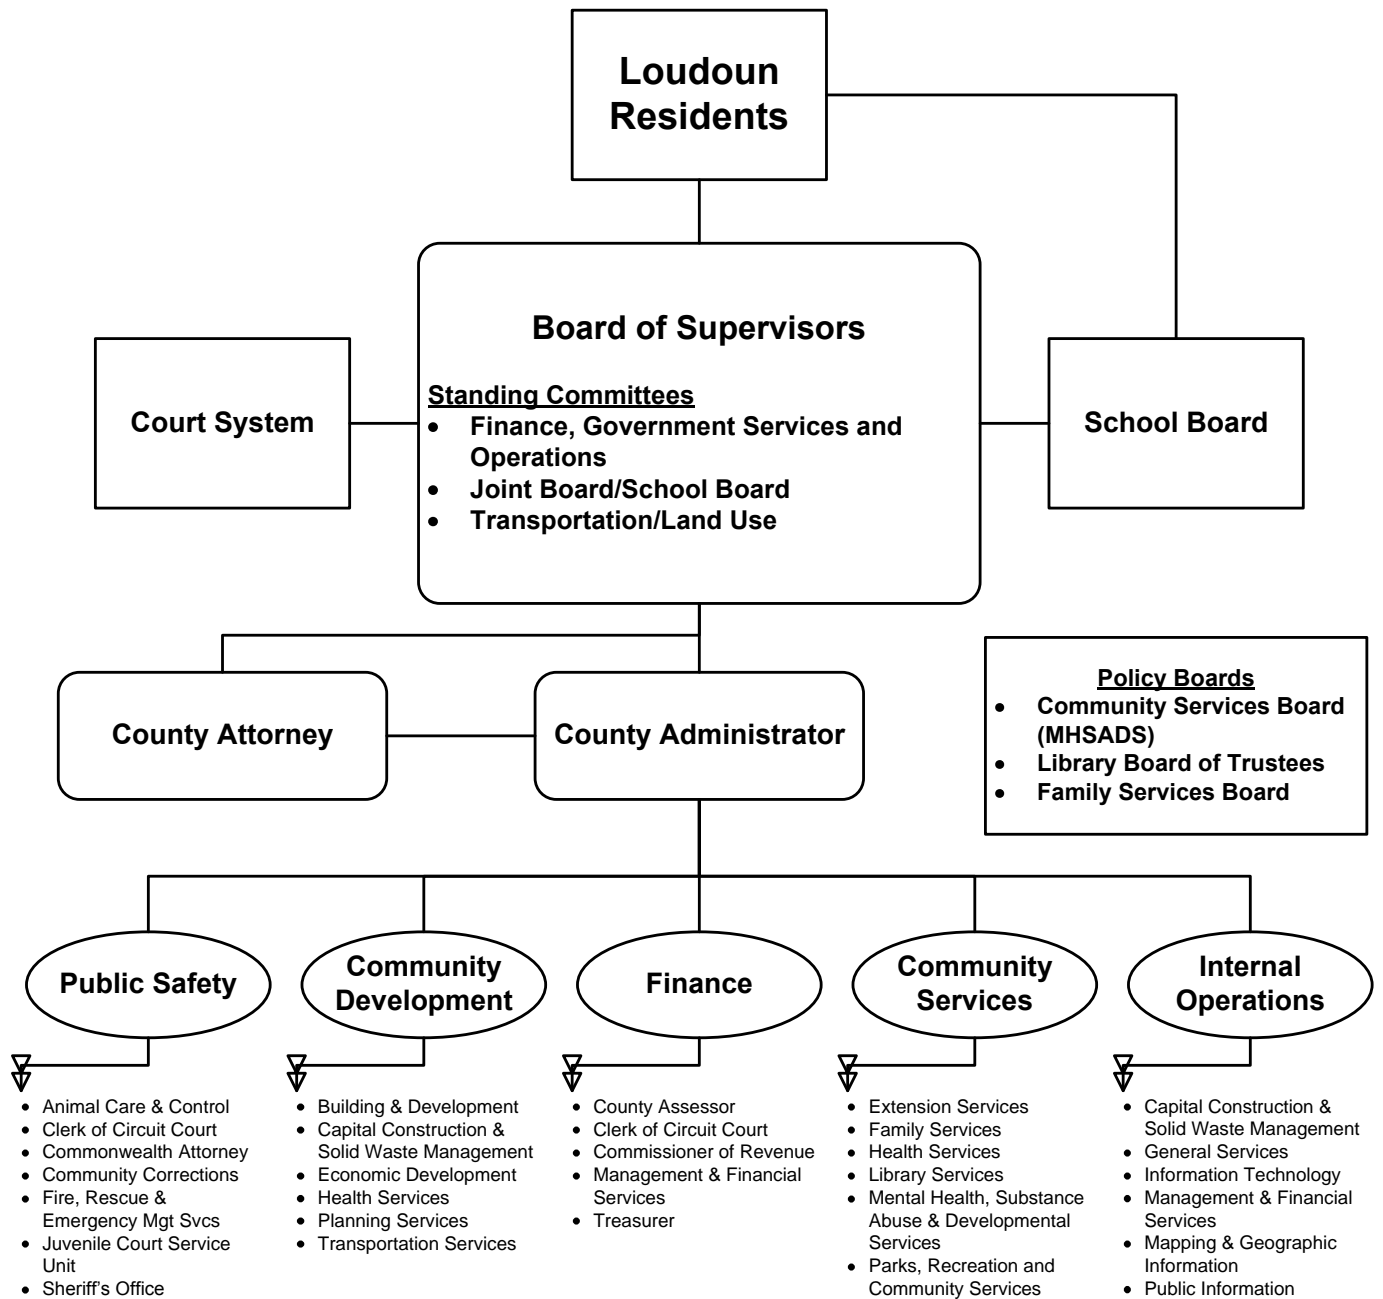 Loudoun
Residents
Board of Supervisors
Standing Committees
• Finance, Government Services and
Operations
• Joint Board/School Board
• Transportation/Land Use
Court System
School Board
County Attorney
County Administrator
Policy Boards
• Community Services Board
(MHSADS)
• Library Board of Trustees
• Family Services Board
Public Safety
• Animal Care & Control
• Clerk of Circuit Court
• Commonwealth Attorney
• Community Corrections
• Fire, Rescue &
Emergency Mgt Svcs
• Juvenile Court Service
Unit
• Sheriff’s Office
Community
Development
• Building & Development
• Capital Construction &
Solid Waste Management
• Economic Development
• Health Services
• Planning Services
• Transportation Services
Finance
• County Assessor
• Clerk of Circuit Court
• Commissioner of Revenue
• Management & Financial
Services
• Treasurer
Community
Services
• Extension Services
• Family Services
• Health Services
• Library Services
• Mental Health, Substance
Abuse & Developmental
Services
• Parks, Recreation and
Community Services
Internal
Operations
• Capital Construction &
Solid Waste Management
• General Services
• Information Technology
• Management & Financial
Services
• Mapping & Geographic
Information
• Public Information